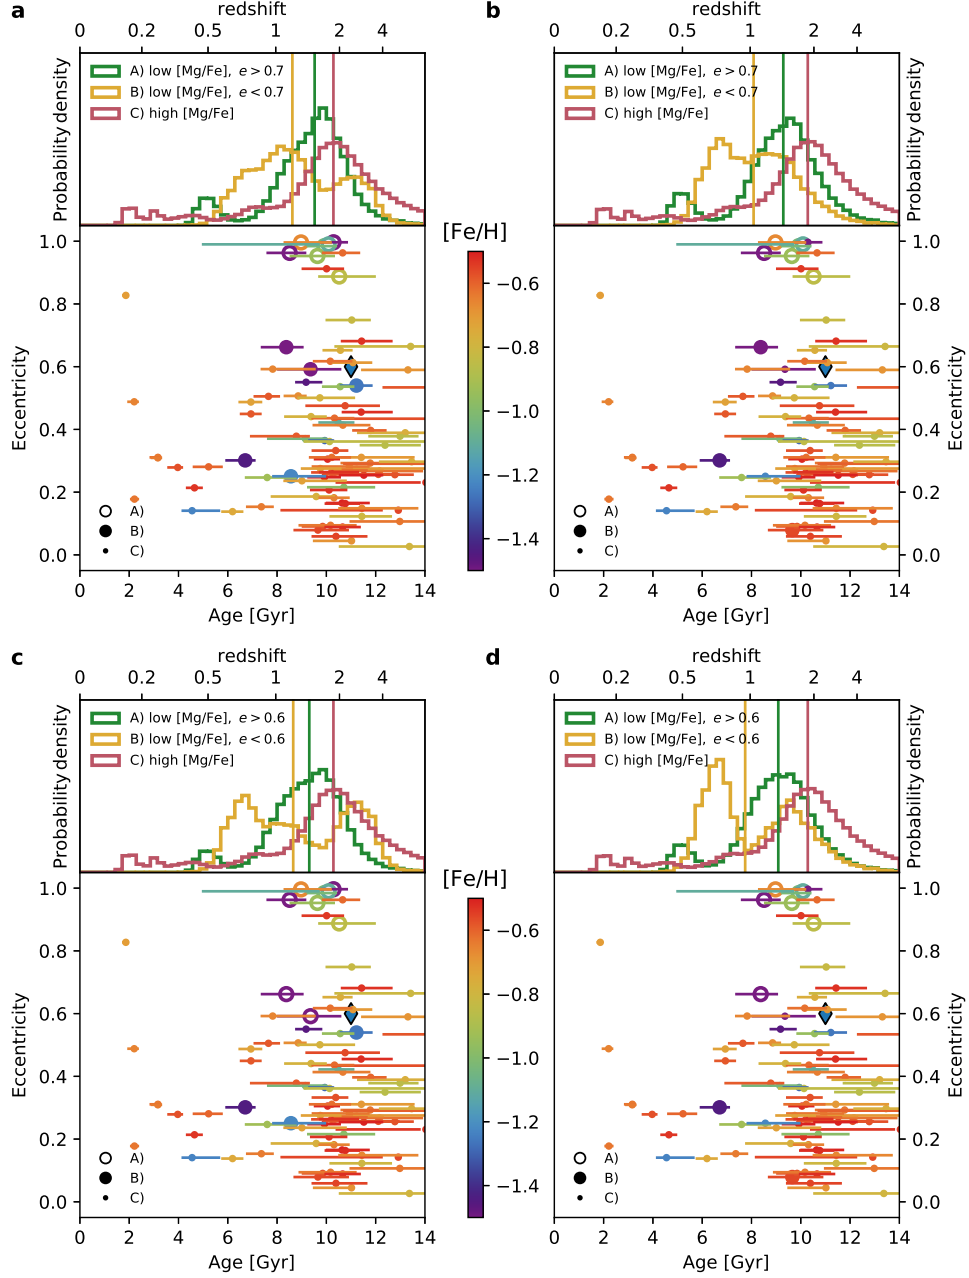 a
redshift
0 0.2 0.5 1 2 4
Probability density
A) low [Mg/Fe], e > 0.7
B) low [Mg/Fe], e < 0.7
C) high [Mg/Fe]
b
redshift
0 0.2 0.5 1 2 4
Probability density
A) low [Mg/Fe], e > 0.7
B) low [Mg/Fe], e < 0.7
C) high [Mg/Fe]
Eccentricity
1.0
0.8
0.6
0.4
0.2
0.0
A)
B)
C)
0 2 4 6 8 10 12 14
Age [Gyr]
[Fe/H]
−0.6
−0.8
−1.0
−1.2
−1.4
A)
B)
C)
1.0
0.8
0.6
0.4
0.2
0.0
Eccentricity
0 2 4 6 8 10 12 14
Age [Gyr]
c
redshift
0 0.2 0.5 1 2 4
Probability density
A) low [Mg/Fe], e > 0.6
B) low [Mg/Fe], e < 0.6
C) high [Mg/Fe]
d
redshift
0 0.2 0.5 1 2 4
Probability density
A) low [Mg/Fe], e > 0.6
B) low [Mg/Fe], e < 0.6
C) high [Mg/Fe]
Eccentricity
1.0
0.8
0.6
0.4
0.2
0.0
A)
B)
C)
0 2 4 6 8 10 12 14
Age [Gyr]
[Fe/H]
−0.6
−0.8
−1.0
−1.2
−1.4
A)
B)
C)
1.0
0.8
0.6
0.4
0.2
0.0
Eccentricity
0 2 4 6 8 10 12 14
Age [Gyr]